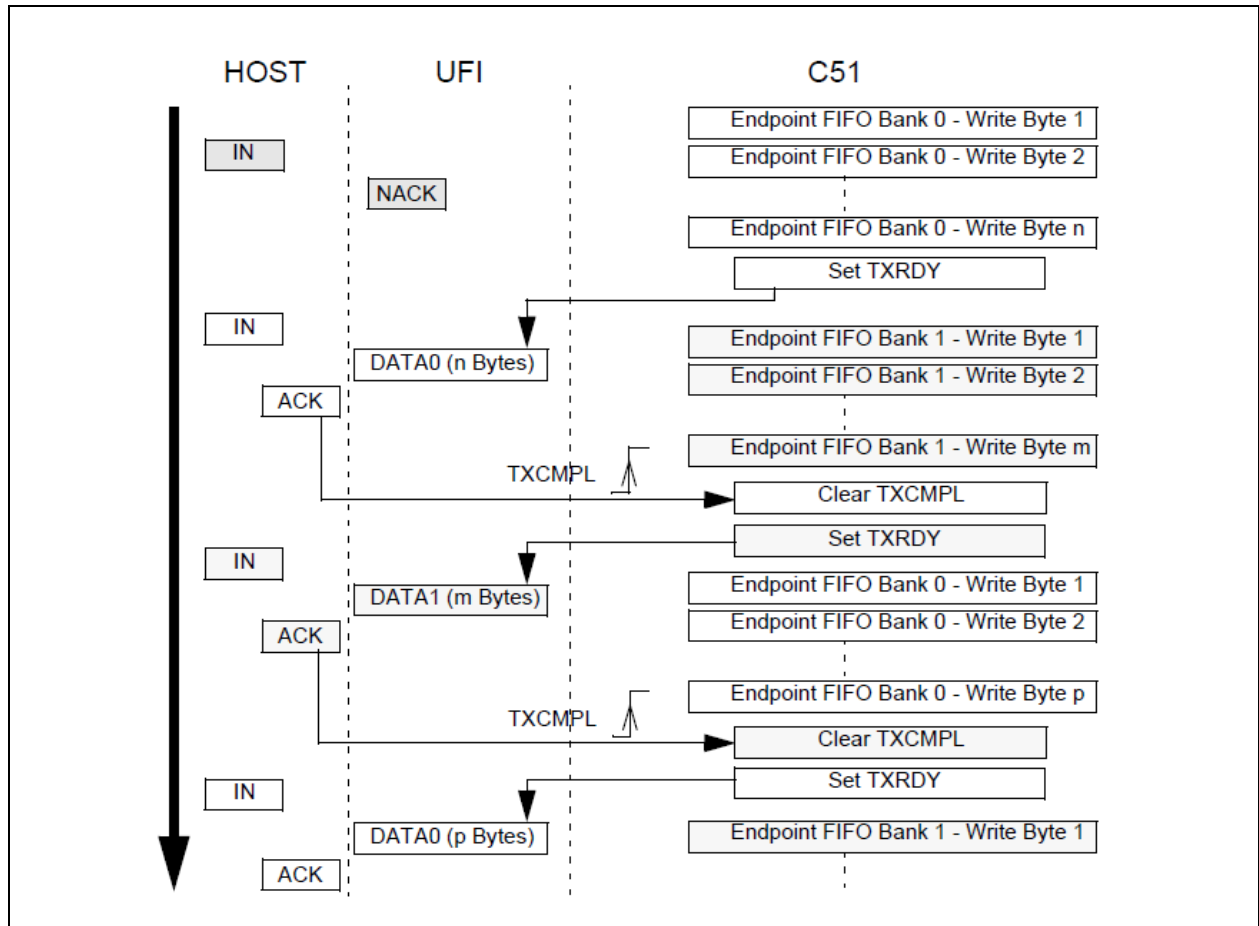 HOST UFI C51
Endpoint FIFO Bank 0 - Write Byte 1
IN
Endpoint FIFO Bank 0 - Write Byte 2
NACK
Endpoint FIFO Bank 0 - Write Byte n
Set TXRDY
IN
Endpoint FIFO Bank 1 - Write Byte 1
DATA0 (n Bytes)
Endpoint FIFO Bank 1 - Write Byte 2
ACK
Endpoint FIFO Bank 1 - Write Byte m
TXCMPL
Clear TXCMPL
Set TXRDY
IN
Endpoint FIFO Bank 0 - Write Byte 1
DATA1 (m Bytes)
Endpoint FIFO Bank 0 - Write Byte 2
ACK
Endpoint FIFO Bank 0 - Write Byte p
TXCMPL
Clear TXCMPL
Set TXRDY
IN
DATA0 (p Bytes)
Endpoint FIFO Bank 1 - Write Byte 1
ACK